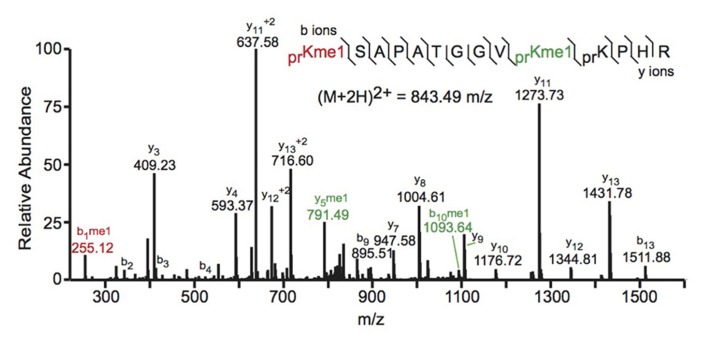 b ions
prKme1 S A P A T G G V prKme1 prK P H R
y ions
(M+2H)2+ = 843.49 m/z
Relative Abundance
100
75
50
25
0
y11+2
637.58
y3
409.23
y4
593.37
y12+2
y13+2
716.60
y5me1
791.49
b1me1
255.12
b2
b3
b4
b9
895.51
y7
947.58
y8
1004.61
b10me1
1093.64
y9
y10
1176.72
y11
1273.73
y12
1344.81
y13
1431.78
b13
1511.88
300 500 700 900 1100 1300 1500
m/z